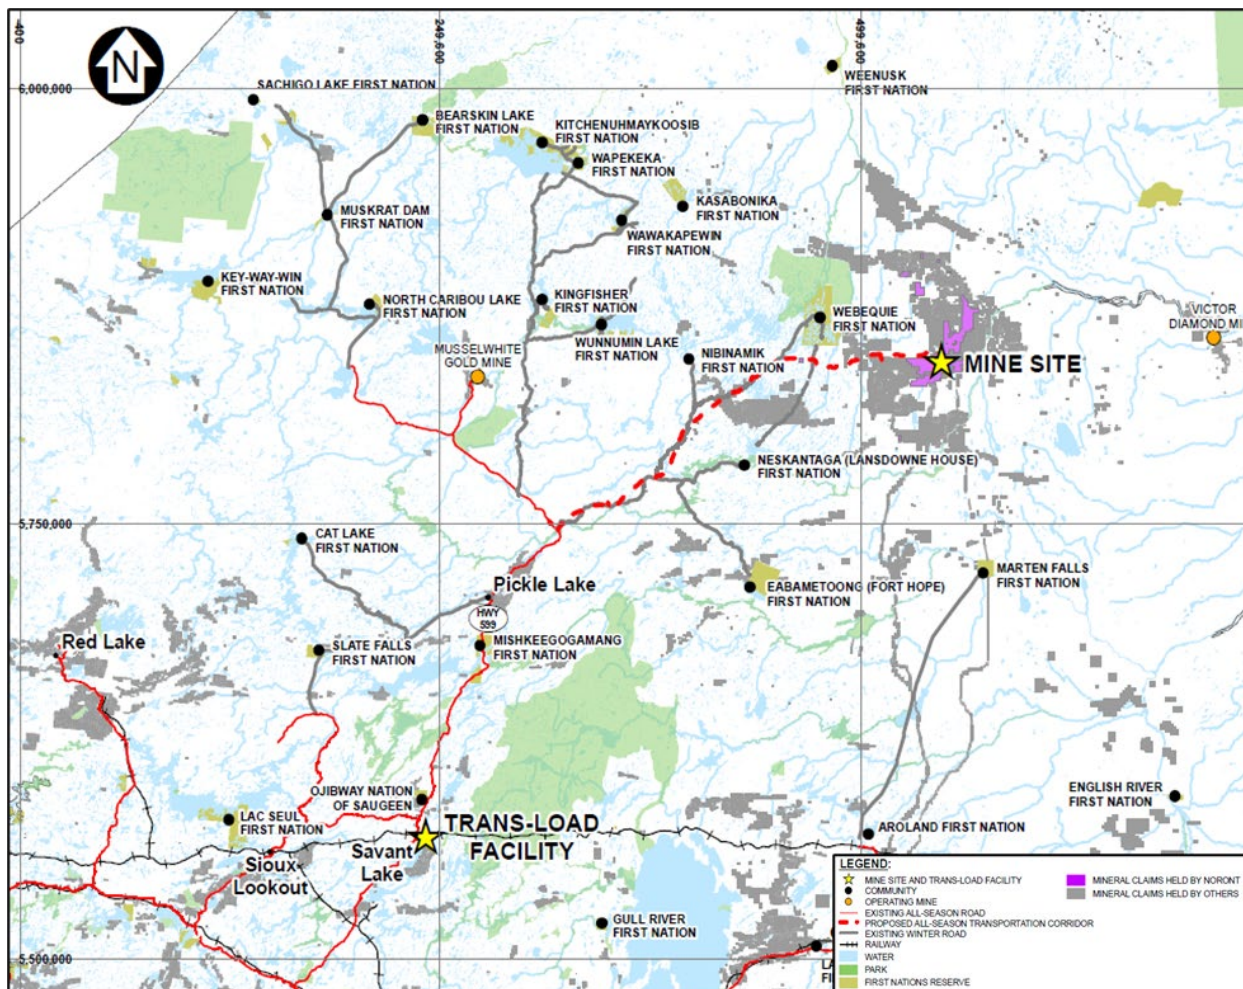 -400
249,600
499,600
N
6,000,000
WEENUSK
FIRST NATION
SACHIGO LAKE FIRST NATION
BEARSKIN LAKE
FIRST NATION
KITCHENUHMAYKOOSIB
FIRST NATION
WAPEKEKA
FIRST NATION
KASABONIKA
FIRST NATION
MUSKRAT DAM
FIRST NATION
WAWAKAPEWIN
FIRST NATION
KEY-WAY-WIN
FIRST NATION
NORTH CARIBOU LAKE
FIRST NATION
KINGFISHER
FIRST NATION
WEBEQUIE
FIRST NATION
VICTOR
DIAMOND MI
MUSSELWHITE
GOLD MINE
WUNNUMIN LAKE
FIRST NATION
NIBINAMIK
FIRST NATION
MINE SITE
NESKANTAGA (LANSDOWNE HOUSE)
FIRST NATION
5,750,000
CAT LAKE
FIRST NATION
Pickle Lake
EABAMETOONG (FORT HOPE)
FIRST NATION
MARTEN FALLS
FIRST NATION
HWY
599
Red Lake
SLATE FALLS
FIRST NATION
MISHKEEGOGAMANG
FIRST NATION
OJIBWAY NATION
OF SAUGEEN
ENGLISH RIVER
FIRST NATION
LAC SEUL
FIRST NATION
TRANS-LOAD
FACILITY
AROLAND FIRST NATION
Sioux
Lookout
Savant
Lake
GULL RIVER
FIRST NATION
5,500,000
LEGEND:
MINE SITE AND TRANS-LOAD FACILITY
COMMUNITY
OPERATING MINE
EXISTING ALL-SEASON ROAD
PROPOSED ALL-SEASON TRANSPORTATION CORRIDOR
EXISTING WINTER ROAD
RAILWAY
WATER
PARK
FIRST NATIONS RESERVE
MINERAL CLAIMS HELD BY NORONT
MINERAL CLAIMS HELD BY OTHERS